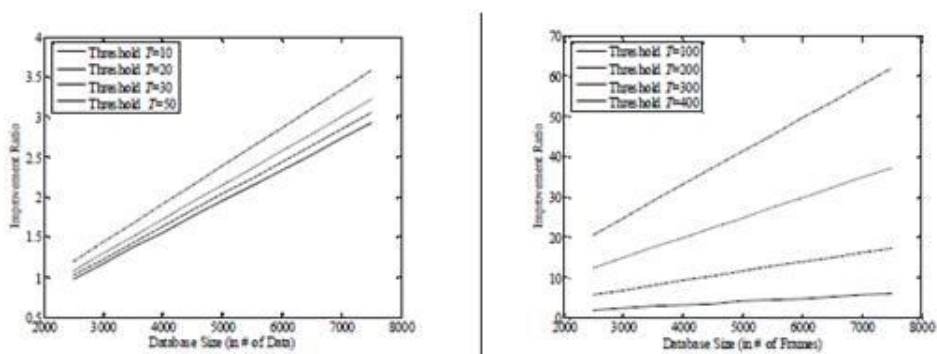 4
3.5
3
2.5
2
1.5
1
0.5
Improvement Ratio
Threshold T=10
Threshold T=20
Threshold T=30
Threshold T=50
2000 3000 4000 5000 6000 7000 8000
Database Size (in # of Data)
70
60
50
40
30
20
10
0
Improvement Ratio
Threshold T=100
Threshold T=200
Threshold T=300
Threshold T=400
2000 3000 4000 5000 6000 7000 8000
Database Size (in # of Frames)